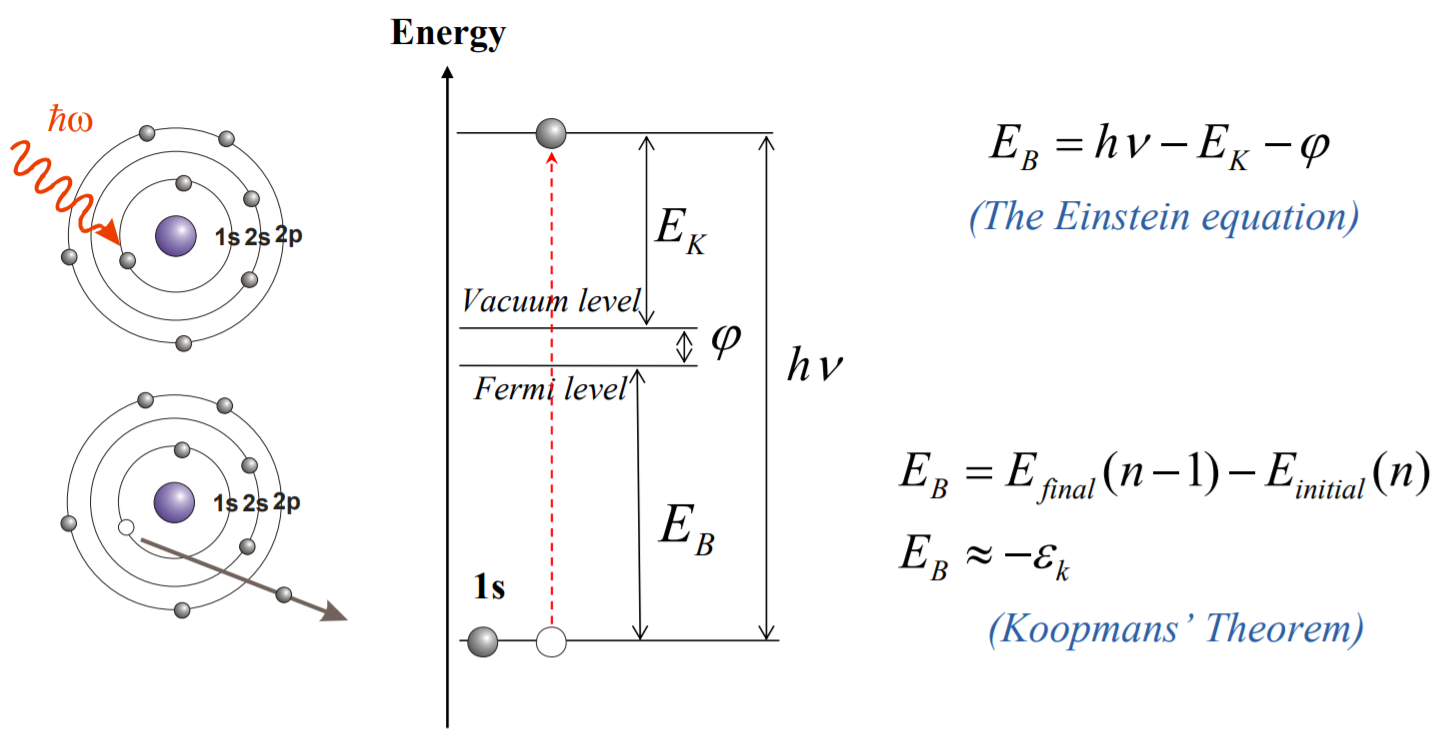 Energy
ħω
1s 2s 2p
E_K
Vacuum level
φ
Fermi level
hν
E_B
1s
1s 2s 2p
E_B = hν − E_K − φ
(The Einstein equation)
E_B = E_final (n−1) − E_initial (n)
E_B ≈ −ε_k
(Koopmans’ Theorem)